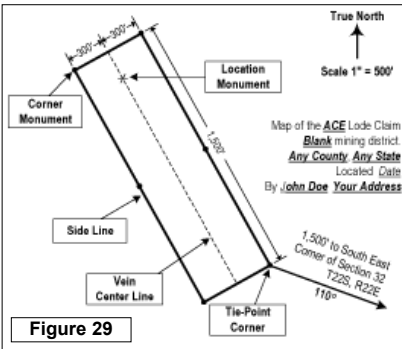 300'
300'
True North
Scale 1" = 500'
Location
Monument
Corner
Monument
1,500'
Map of the ACE Lode Claim
Blank mining district.
Any County, Any State
Located Date
By John Doe Your Address
Side Line
Vein
Center Line
1,500' to South East
Corner of Section 32
T22S, R22E
110°
Tie-Point
Corner
Figure 29